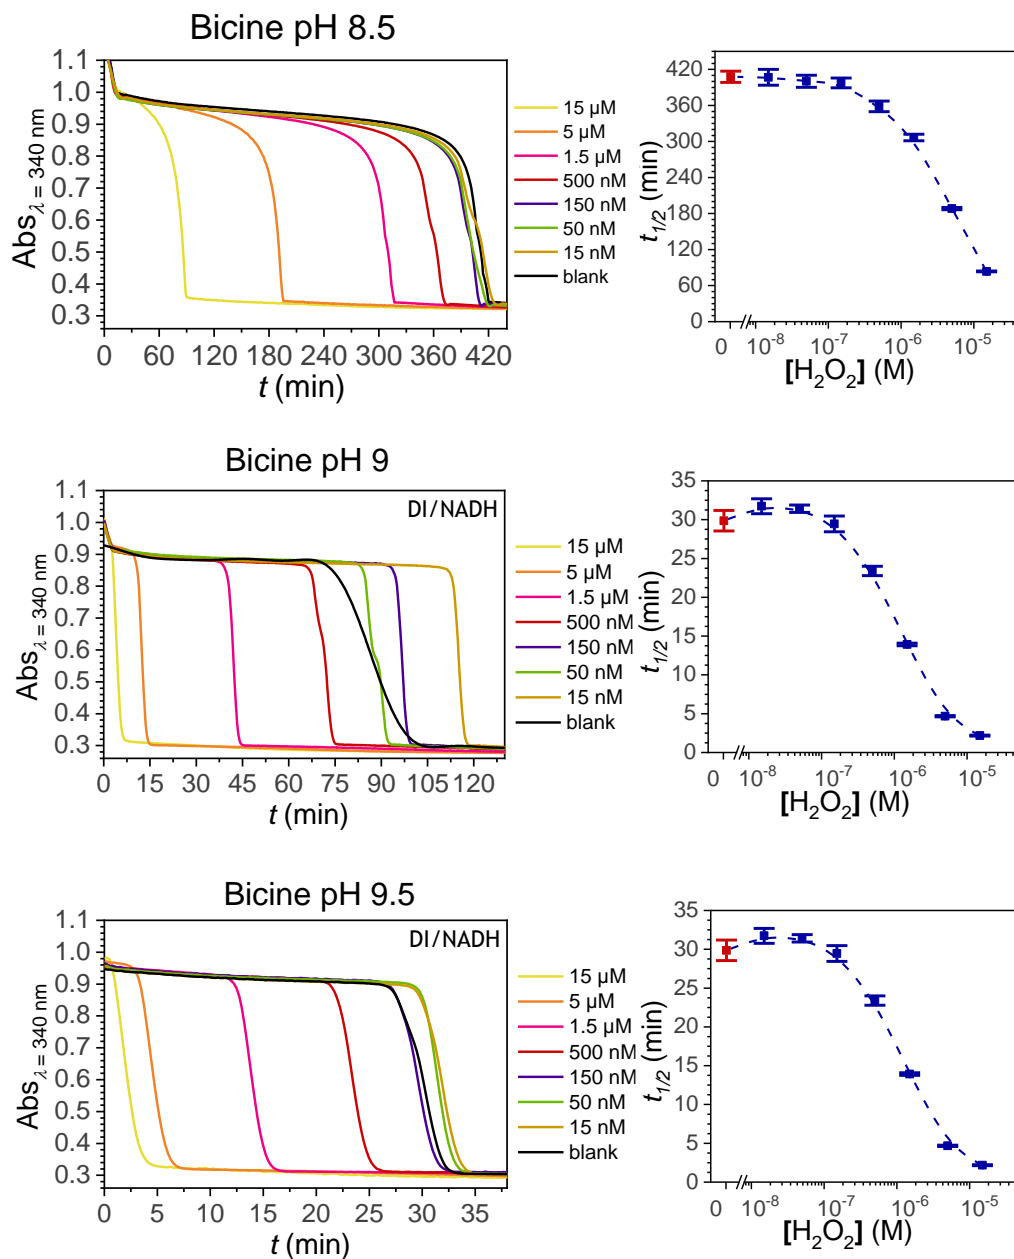 Bicine pH 8.5
1.1
1.0
0.9
0.8
0.7
0.6
0.5
0.4
0.3
Abs λ = 340 nm
0 60 120 180 240 300 360 420
t (min)
15 µM
5 µM
1.5 µM
500 nM
150 nM
50 nM
15 nM
blank
420
360
300
240
180
120
60
0
t1/2 (min)
0 10⁻⁸ 10⁻⁷ 10⁻⁶ 10⁻⁵
[H₂O₂] (M)
Bicine pH 9
DI/NADH
1.1
1.0
0.9
0.8
0.7
0.6
0.5
0.4
0.3
Abs λ = 340 nm
0 15 30 45 60 75 90 105 120
t (min)
15 µM
5 µM
1.5 µM
500 nM
150 nM
50 nM
15 nM
blank
35
30
25
20
15
10
5
0
t1/2 (min)
0 10⁻⁸ 10⁻⁷ 10⁻⁶ 10⁻⁵
[H₂O₂] (M)
Bicine pH 9.5
DI/NADH
1.1
1.0
0.9
0.8
0.7
0.6
0.5
0.4
0.3
Abs λ = 340 nm
0 5 10 15 20 25 30 35
t (min)
15 µM
5 µM
1.5 µM
500 nM
150 nM
50 nM
15 nM
blank
35
30
25
20
15
10
5
0
t1/2 (min)
0 10⁻⁸ 10⁻⁷ 10⁻⁶ 10⁻⁵
[H₂O₂] (M)